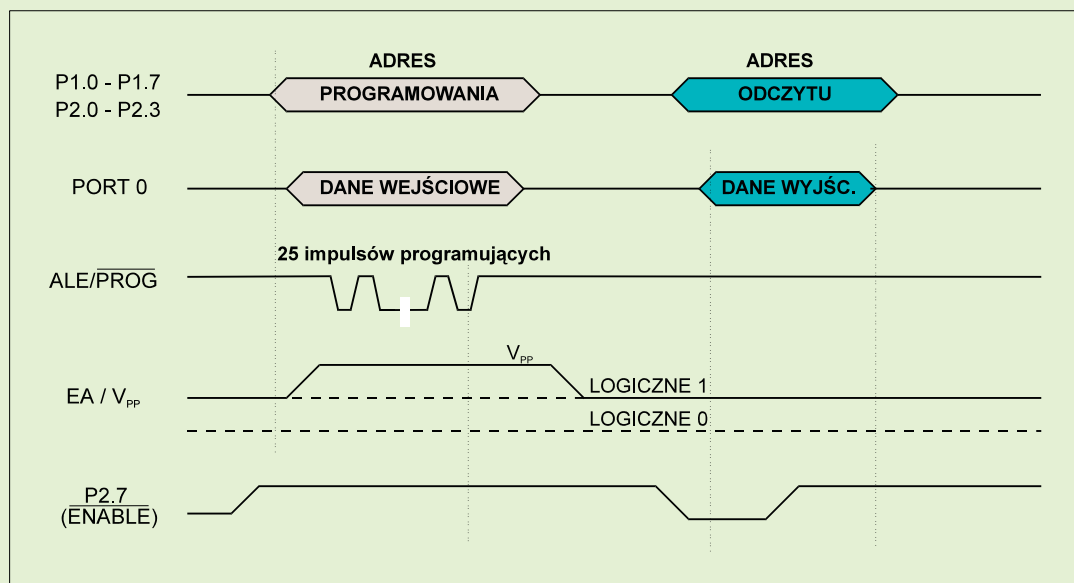 P1.0 - P1.7
P2.0 - P2.3
ADRES
PROGRAMOWANIA
ADRES
ODCZYTU
PORT 0
DANE WEJŚCIOWE
DANE WYJŚC.
25 impulsów programujących
ALE/PROG
EA / VPP
VPP
LOGICZNE 1
LOGICZNE 0
P2.7
(ENABLE)